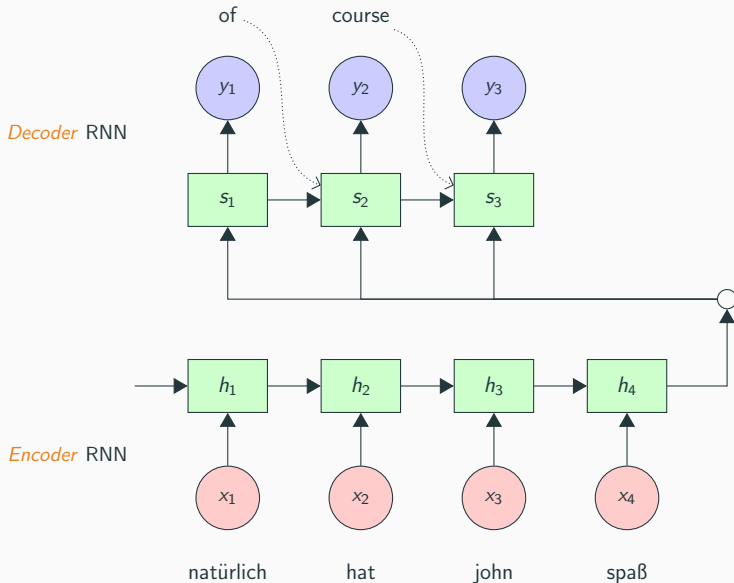 of course
y₁ y₂ y₃
Decoder RNN
s₁ s₂ s₃
h₁ h₂ h₃ h₄
Encoder RNN
x₁ x₂ x₃ x₄
natürlich hat john spaß